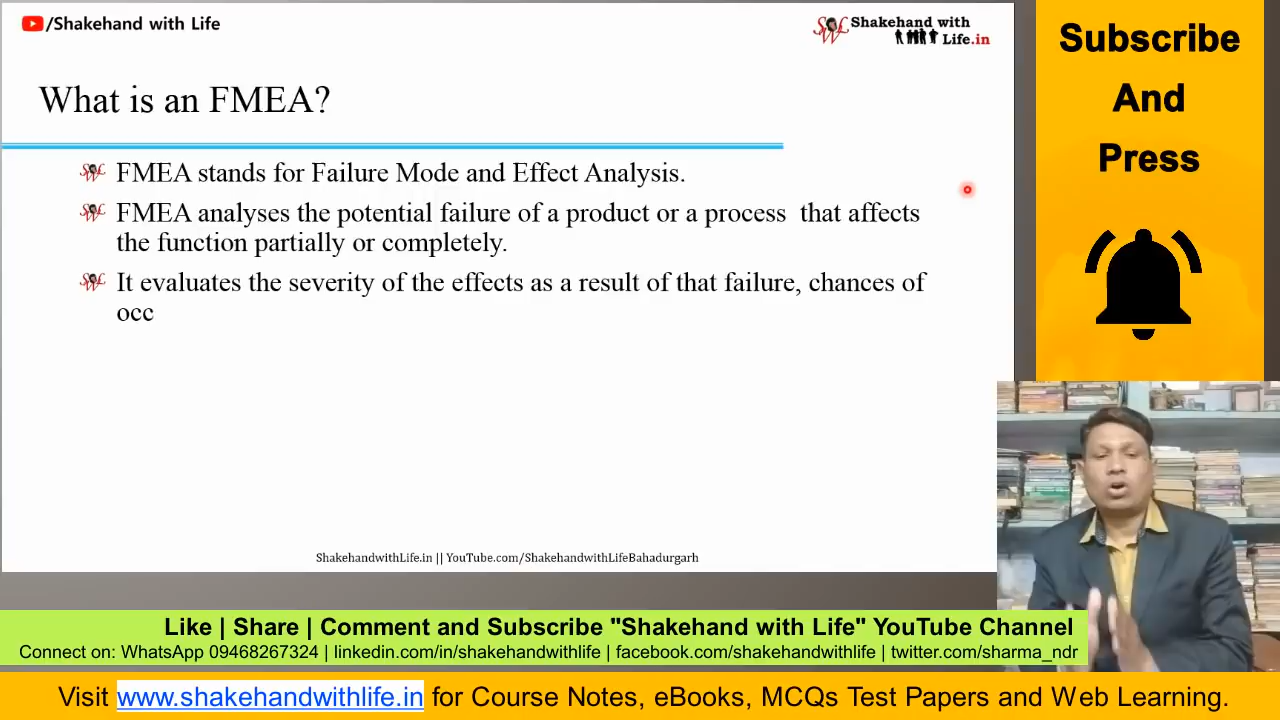 /Shakehand with Life
Shakehand with
Life.in
What is an FMEA?
FMEA stands for Failure Mode and Effect Analysis.
FMEA analyses the potential failure of a product or a process that affects
the function partially or completely.
It evaluates the severity of the effects as a result of that failure, chances of
occ
ShakehandwithLife.in || YouTube.com/ShakehandwithLifeBahadurgarh
Subscribe
And
Press
Like | Share | Comment and Subscribe "Shakehand with Life" YouTube Channel
Connect on: WhatsApp 09468267324 | linkedin.com/in/shakehandwithlife | facebook.com/shakehandwithlife | twitter.com/sharma_ndr
Visit www.shakehandwithlife.in for Course Notes, eBooks, MCQs Test Papers and Web Learning.